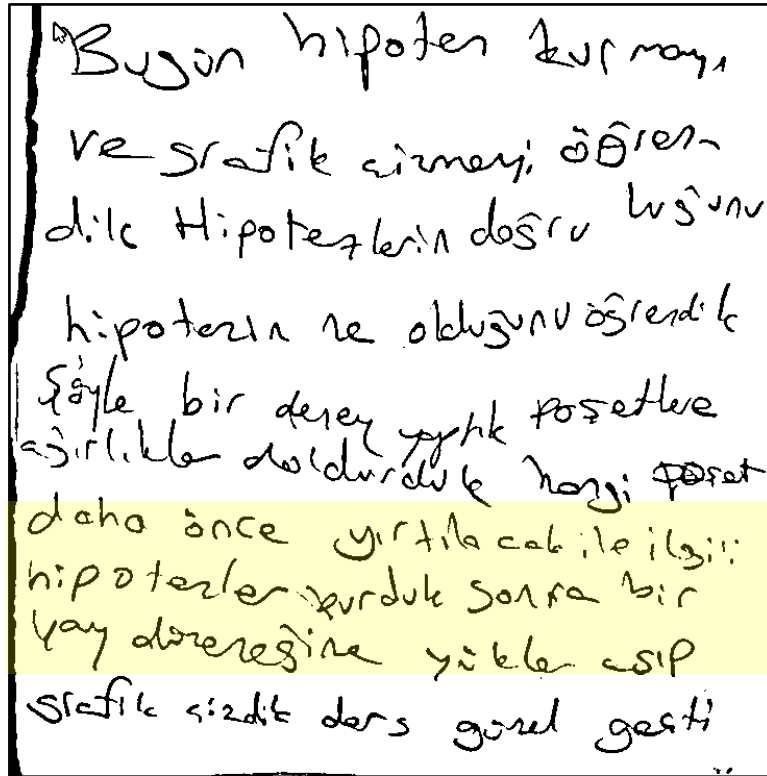 Bugün hipotez kurmayı
ve grafik çizmeyi öğren-
dik Hipotezlerin doğru luğunu
hipotezin ne olduğunu öğrendik
Şöyle bir deney yaptık poşetlere
ağırlıklar doldurduk hangi poşet
daha önce yırtılacak ile ilgili
hipotezler kurduk sonra bir
yay düzeneğine yükler asıp
grafik çizdik ders güzel geçti